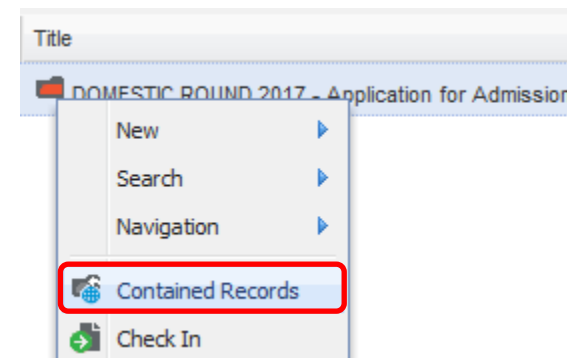 Title
DOMESTIC ROUND 2017 - Application for Admission
New
Search
Navigation
Contained Records
Check In